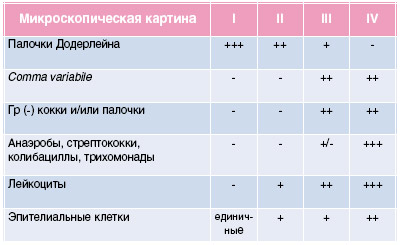 Микроскопическая картина I II III IV
Палочки Додерлейна +++ ++ + -
Comma variabile - - ++ ++
Гр (-) кокки и/или палочки - - ++ ++
Анаэробы, стрептококки,
колибациллы, трихомонады - - +/- +++
Лейкоциты - + ++ +++
Эпителиальные клетки единич-
ные + + ++